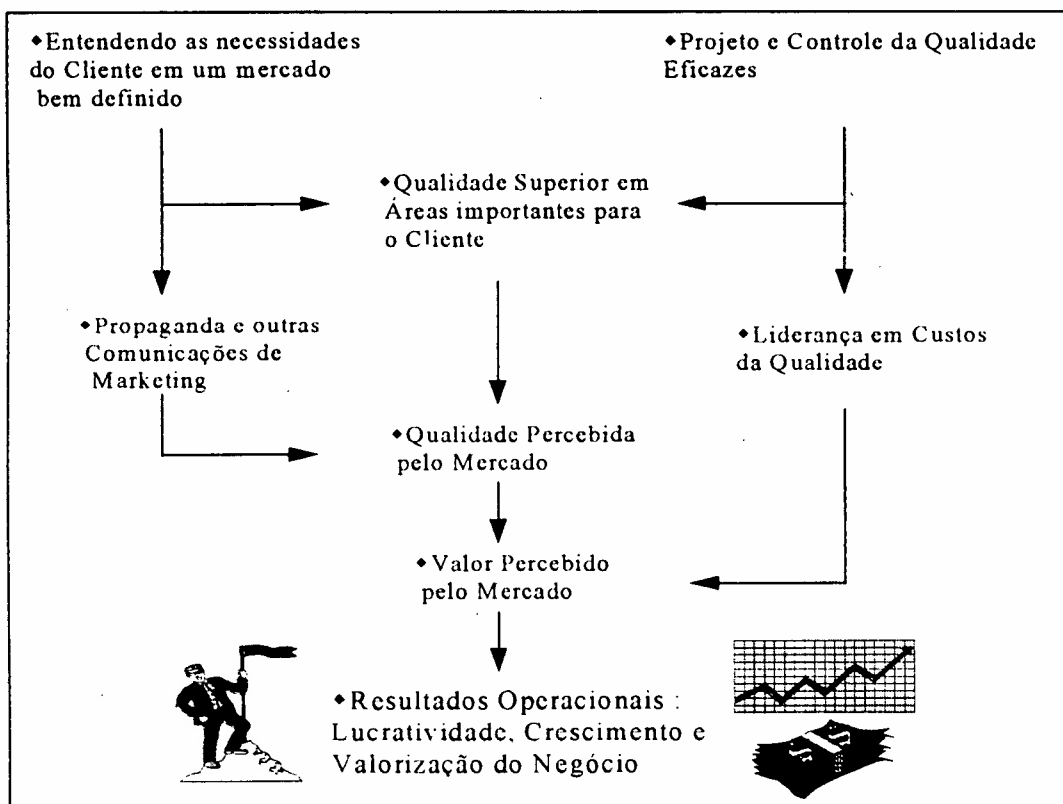 ◆Entendendo as necessidades
do Cliente em um mercado
bem definido
◆Projeto e Controle da Qualidade
Eficazes
◆Qualidade Superior em
Áreas importantes para
o Cliente
◆Propaganda e outras
Comunicações de
Marketing
◆Liderança em Custos
da Qualidade
◆Qualidade Percebida
pelo Mercado
◆Valor Percebido
pelo Mercado
◆Resultados Operacionais :
Lucratividade, Crescimento e
Valorização do Negócio